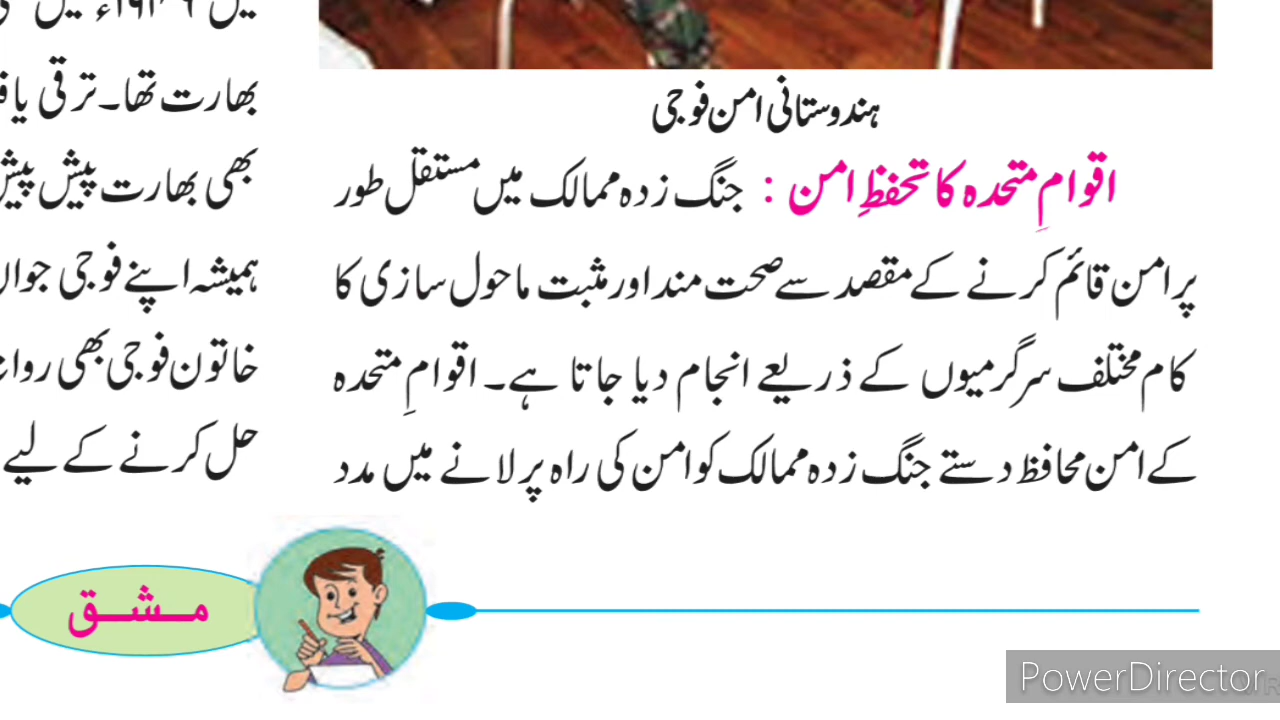 ہندوستانی امن فوجی
اقوامِ متحدہ کا تحفظِ امن : جنگ زدہ ممالک میں مستقل طور
پر امن قائم کرنے کے مقصد سے صحت مند اور مثبت ماحول سازی کا
کام مختلف سرگرمیوں کے ذریعے انجام دیا جاتا ہے۔ اقوامِ متحدہ
کے امن محافظ دستے جنگ زدہ ممالک کو امن کی راہ پر لانے میں مدد
میں
بھارت تھا۔ ترقی
بھی بھارت پیش پیش
ہمیشہ اپنے فوجی
خاتون فوجی بھی
حل کرنے کے لیے
مشق
PowerDirector